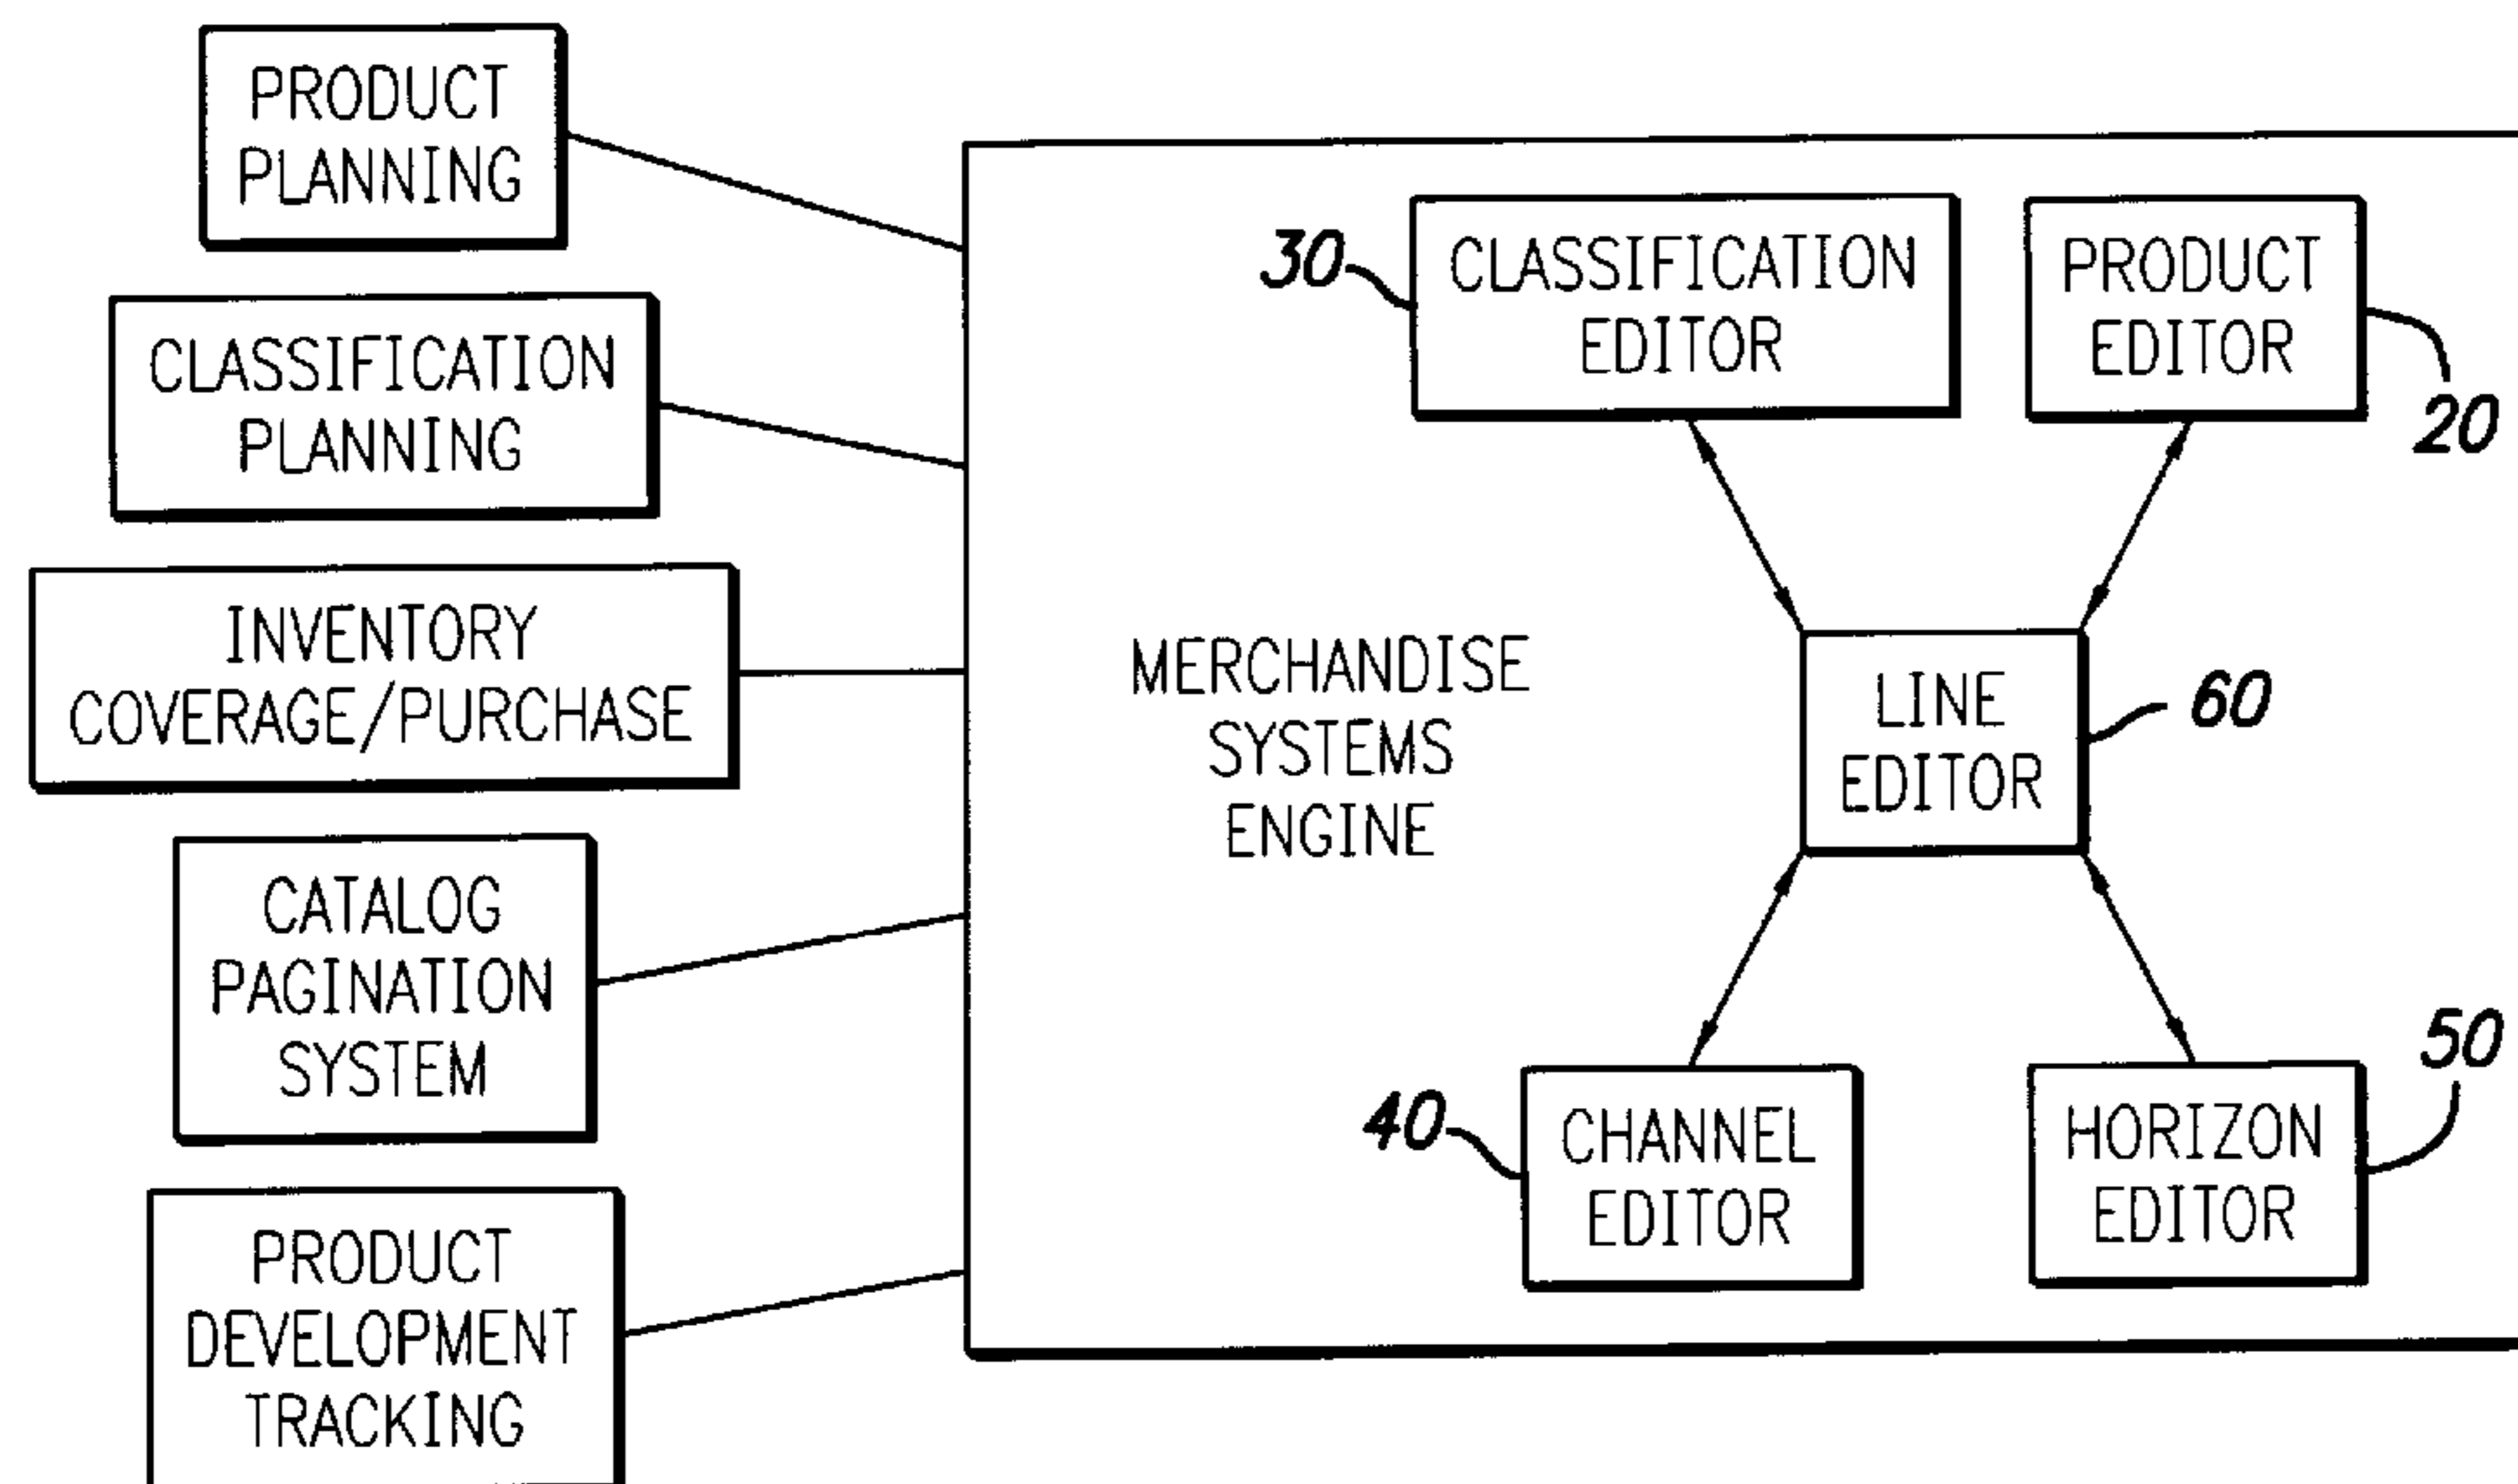 PRODUCT
PLANNING
CLASSIFICATION
PLANNING
INVENTORY
COVERAGE/PURCHASE
CATALOG
PAGINATION
SYSTEM
PRODUCT
DEVELOPMENT
TRACKING
MERCHANDISE
SYSTEMS
ENGINE
30
CLASSIFICATION
EDITOR
PRODUCT
EDITOR
20
LINE
EDITOR
60
40
CHANNEL
EDITOR
HORIZON
EDITOR
50